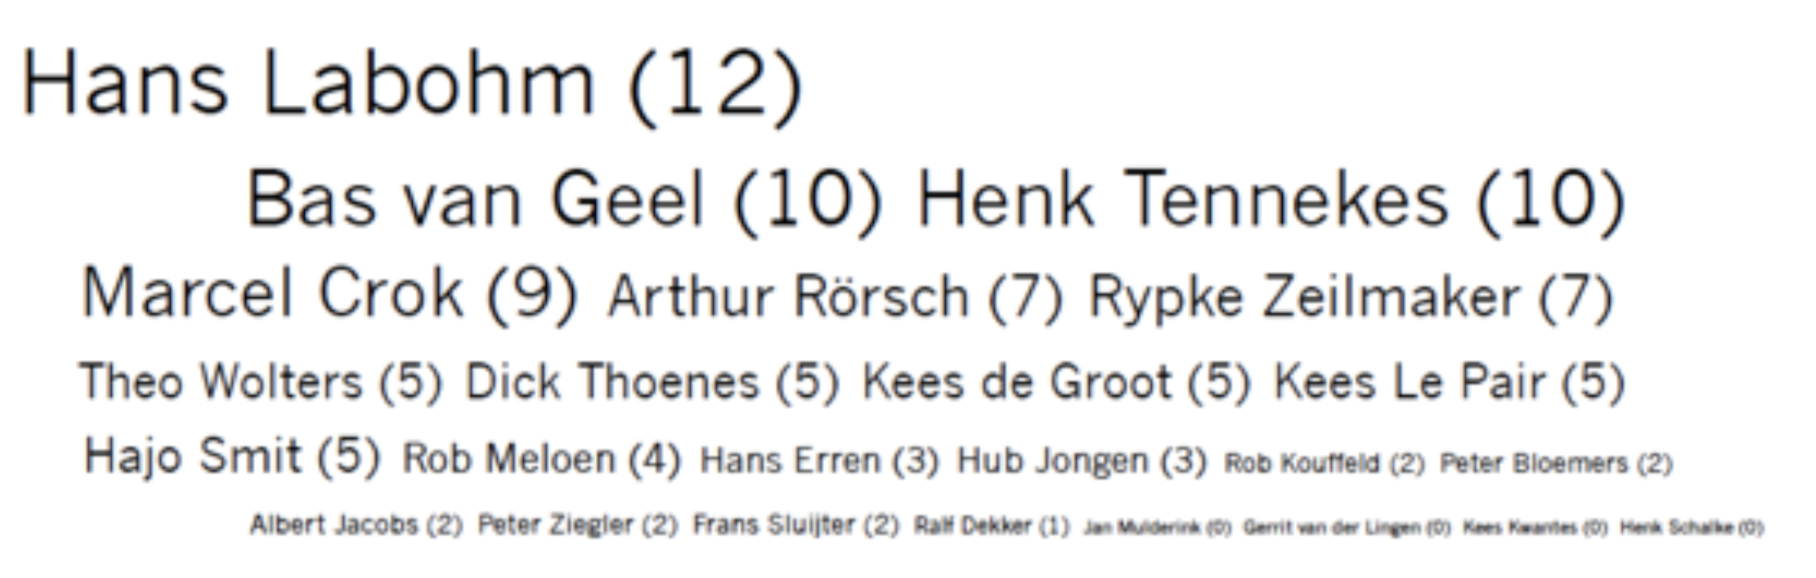 Hans Labohm (12)
Bas van Geel (10) Henk Tennekes (10)
Marcel Crok (9) Arthur Rörsch (7) Rypke Zeilmaker (7)
Theo Wolters (5) Dick Thoenes (5) Kees de Groot (5) Kees Le Pair (5)
Hajo Smit (5) Rob Meloen (4) Hans Erren (3) Hub Jongen (3) Rob Kouffeld (2) Peter Bloemers (2)
Albert Jacobs (2) Peter Ziegler (2) Frans Sluijter (2) Ralf Dekker (1) Jan Mulderink (0) Gerrit van der Lingen (0) Kees Kwantes (0) Henk Schalke (0)